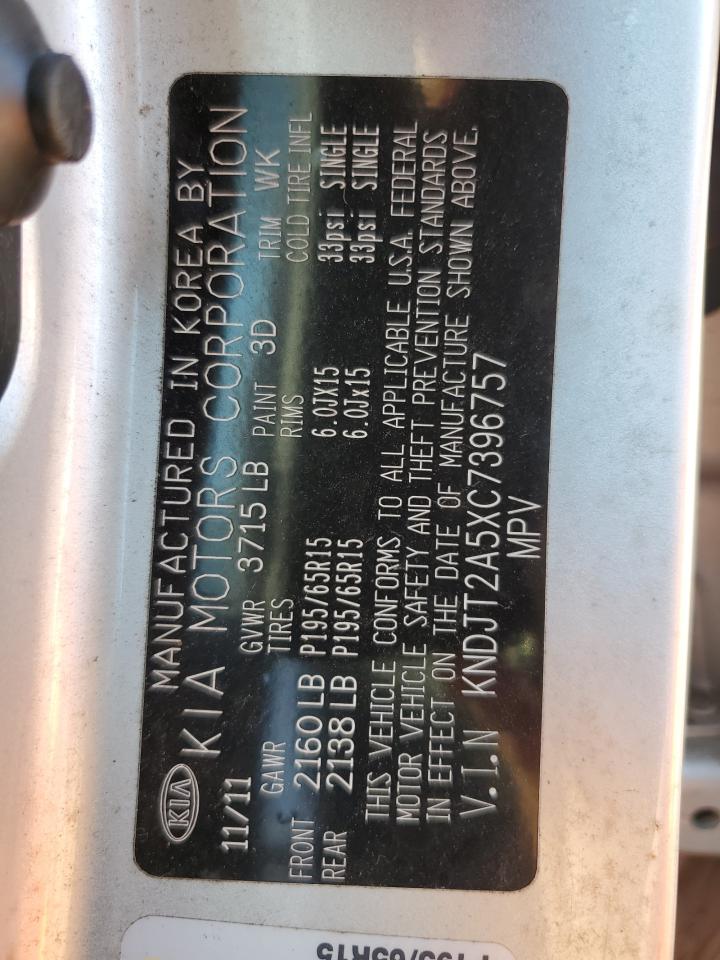 MANUFACTURED IN KOREA BY
KIA KIA MOTORS CORPORATION
11/11 GVWR 3715 LB PAINT 3D TRIM WK
GAWR TIRES RIMS COLD TIRE INFL
FRONT 2160 LB P195/65R15 6.0JX15 33psi SINGLE
REAR 2138 LB P195/65R15 6.0Jx15 33psi SINGLE
THIS VEHICLE CONFORMS TO ALL APPLICABLE U.S.A. FEDERAL
MOTOR VEHICLE SAFETY AND THEFT PREVENTION STANDARDS
IN EFFECT ON THE DATE OF MANUFACTURE SHOWN ABOVE.
V.I.N KNDJT2A5XC7396757
MPV
P195/65R15